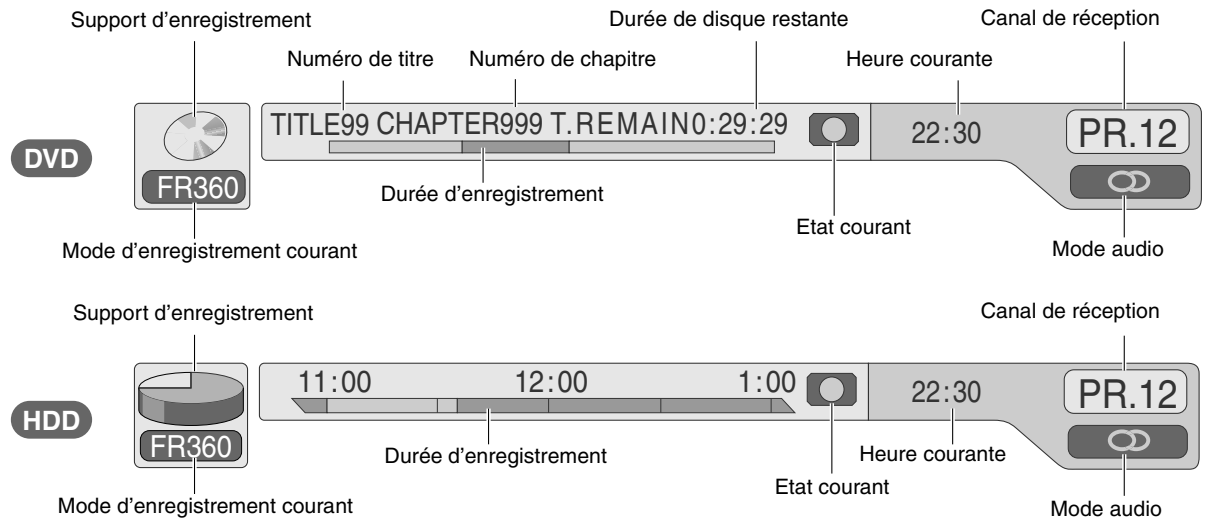 Support d'enregistrement
Durée de disque restante
Canal de réception
Numéro de titre
Numéro de chapitre
Heure courante
DVD
FR360
TITLE99 CHAPTER999 T.REMAIN0:29:29
22:30
PR.12
Durée d'enregistrement
Etat courant
Mode d'enregistrement courant
Mode audio
Support d'enregistrement
Canal de réception
HDD
FR360
11:00
12:00
1:00
22:30
PR.12
Durée d'enregistrement
Heure courante
Etat courant
Mode d'enregistrement courant
Mode audio